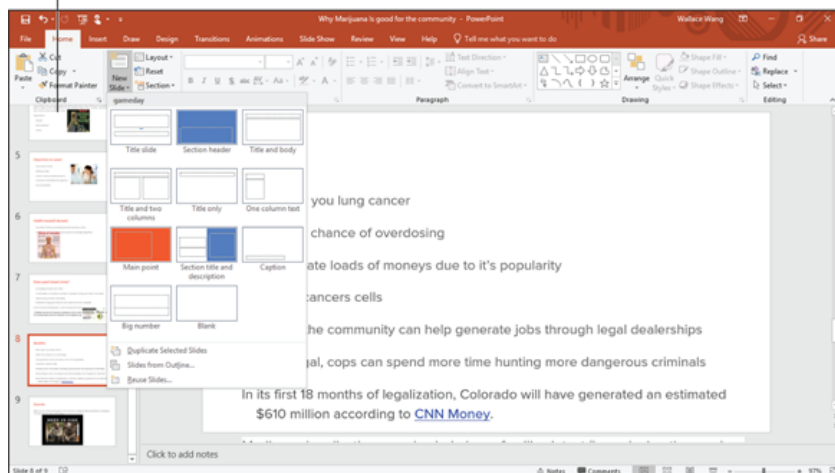 Why Marijuana Is good for the community - PowerPoint
Wallace Wang
File Home Insert Draw Design Transitions Animations Slide Show Review View Help Tell me what you want to do
Share
Paste
Cut
Copy
Format Painter
Clipboard
New Slide
Layout
Reset
Section
Paragraph
Text Direction
Align Text
Convert to SmartArt
Arrange
Quick Styles
Shape Fill
Shape Outline
Shape Effects
Drawing
Find
Replace
Select
Editing
gameday
Title slide
Section header
Title and body
Title and two
columns
Title only
One column text
Main point
Section title and
description
Caption
Big number
Blank
Duplicate Selected Slides
Slides from Outline...
Reuse Slides...
5
6
7
8
9
you lung cancer
chance of overdosing
ate loads of moneys due to it's popularity
cancers cells
the community can help generate jobs through legal dealerships
gal, cops can spend more time hunting more dangerous criminals
In its first 18 months of legalization, Colorado will have generated an estimated
$610 million according to CNN Money.
Click to add notes
Slide 8 of 9
Notes
Comments
97%